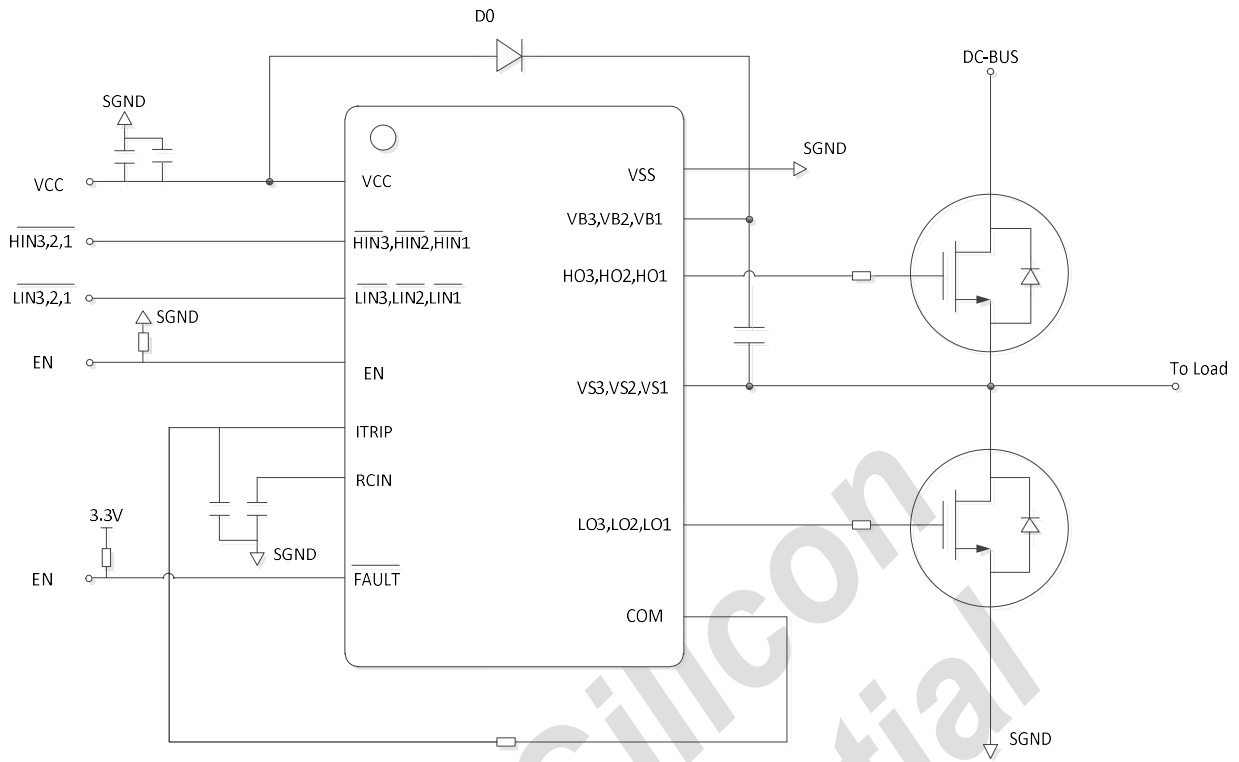 D0
DC-BUS
SGND
VCC
VCC
VSS
SGND
VB3,VB2,VB1
HIN3,2,1
HIN3,HIN2,HIN1
HO3,HO2,HO1
LIN3,2,1
LIN3,LIN2,LIN1
SGND
EN
EN
VS3,VS2,VS1
To Load
ITRIP
RCIN
3.3V
SGND
LO3,LO2,LO1
EN
FAULT
COM
SGND
Silicon